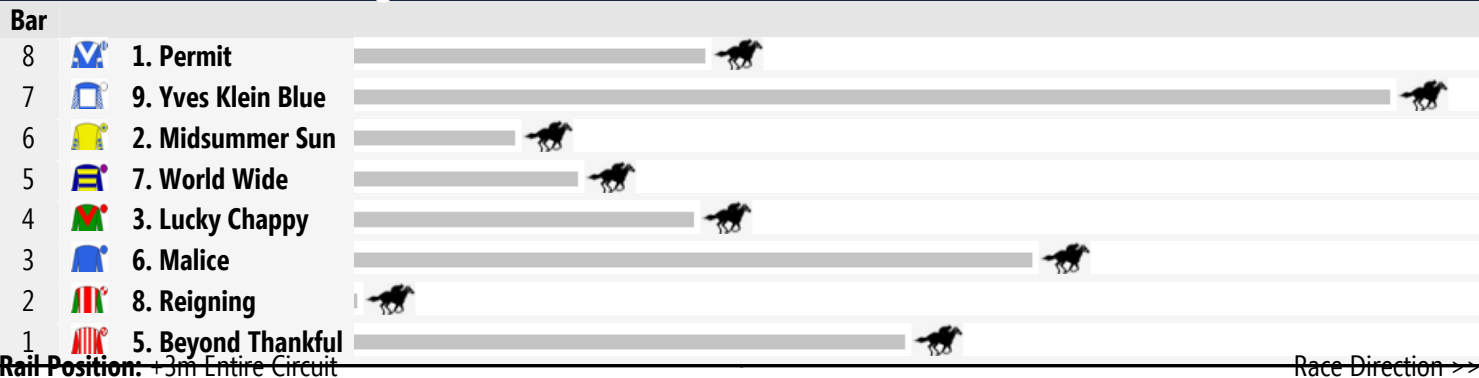 Bar
8 1. Permit
7 9. Yves Klein Blue
6 2. Midsummer Sun
5 7. World Wide
4 3. Lucky Chappy
3 6. Malice
2 8. Reigning
1 5. Beyond Thankful
Rail Position: +3m Entire Circuit Race Direction >>